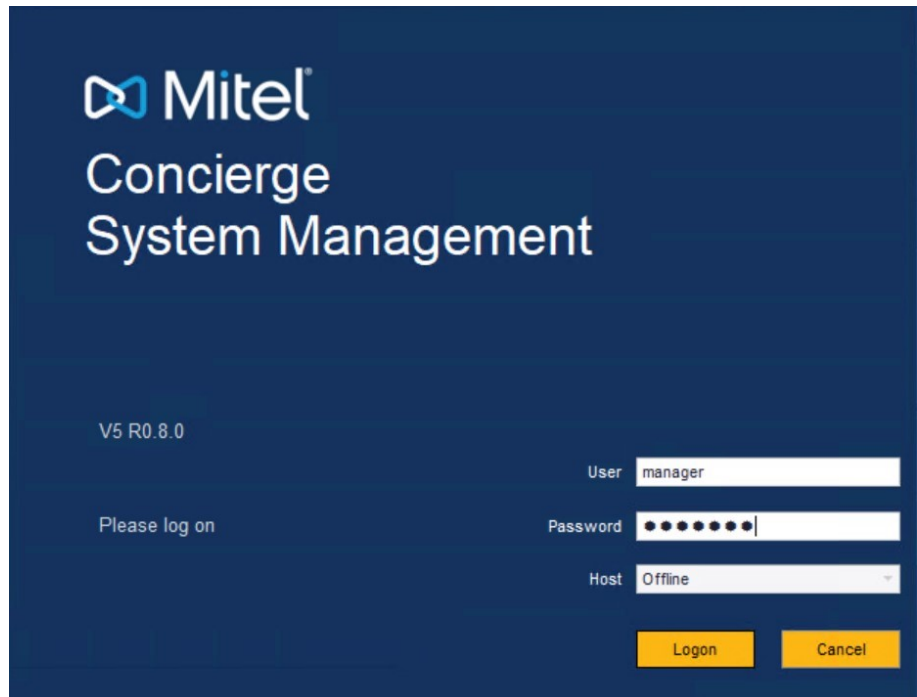 Mitel®
Concierge
System Management
V5 R0.8.0
User manager
Please log on
Password ●●●●●●●
Host Offline
Logon Cancel